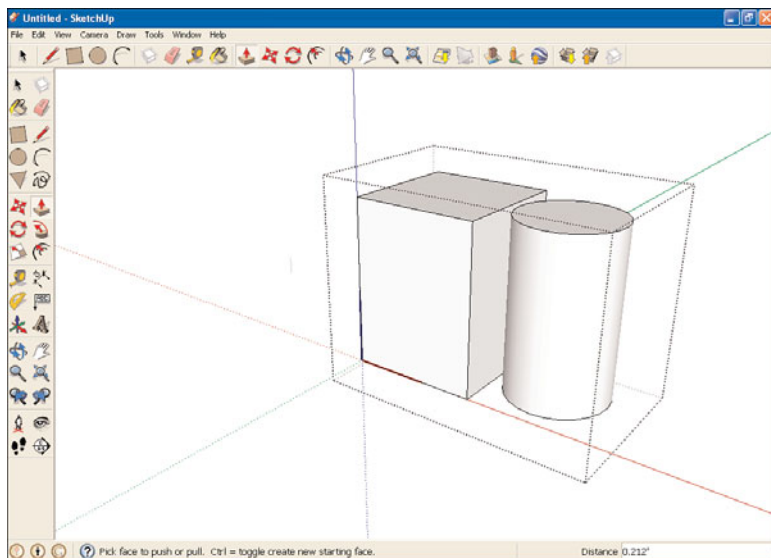 Untitled - SketchUp
File Edit View Camera Draw Tools Window Help
Pick face to push or pull. Ctrl = toggle create new starting face.
Distance 0.212'